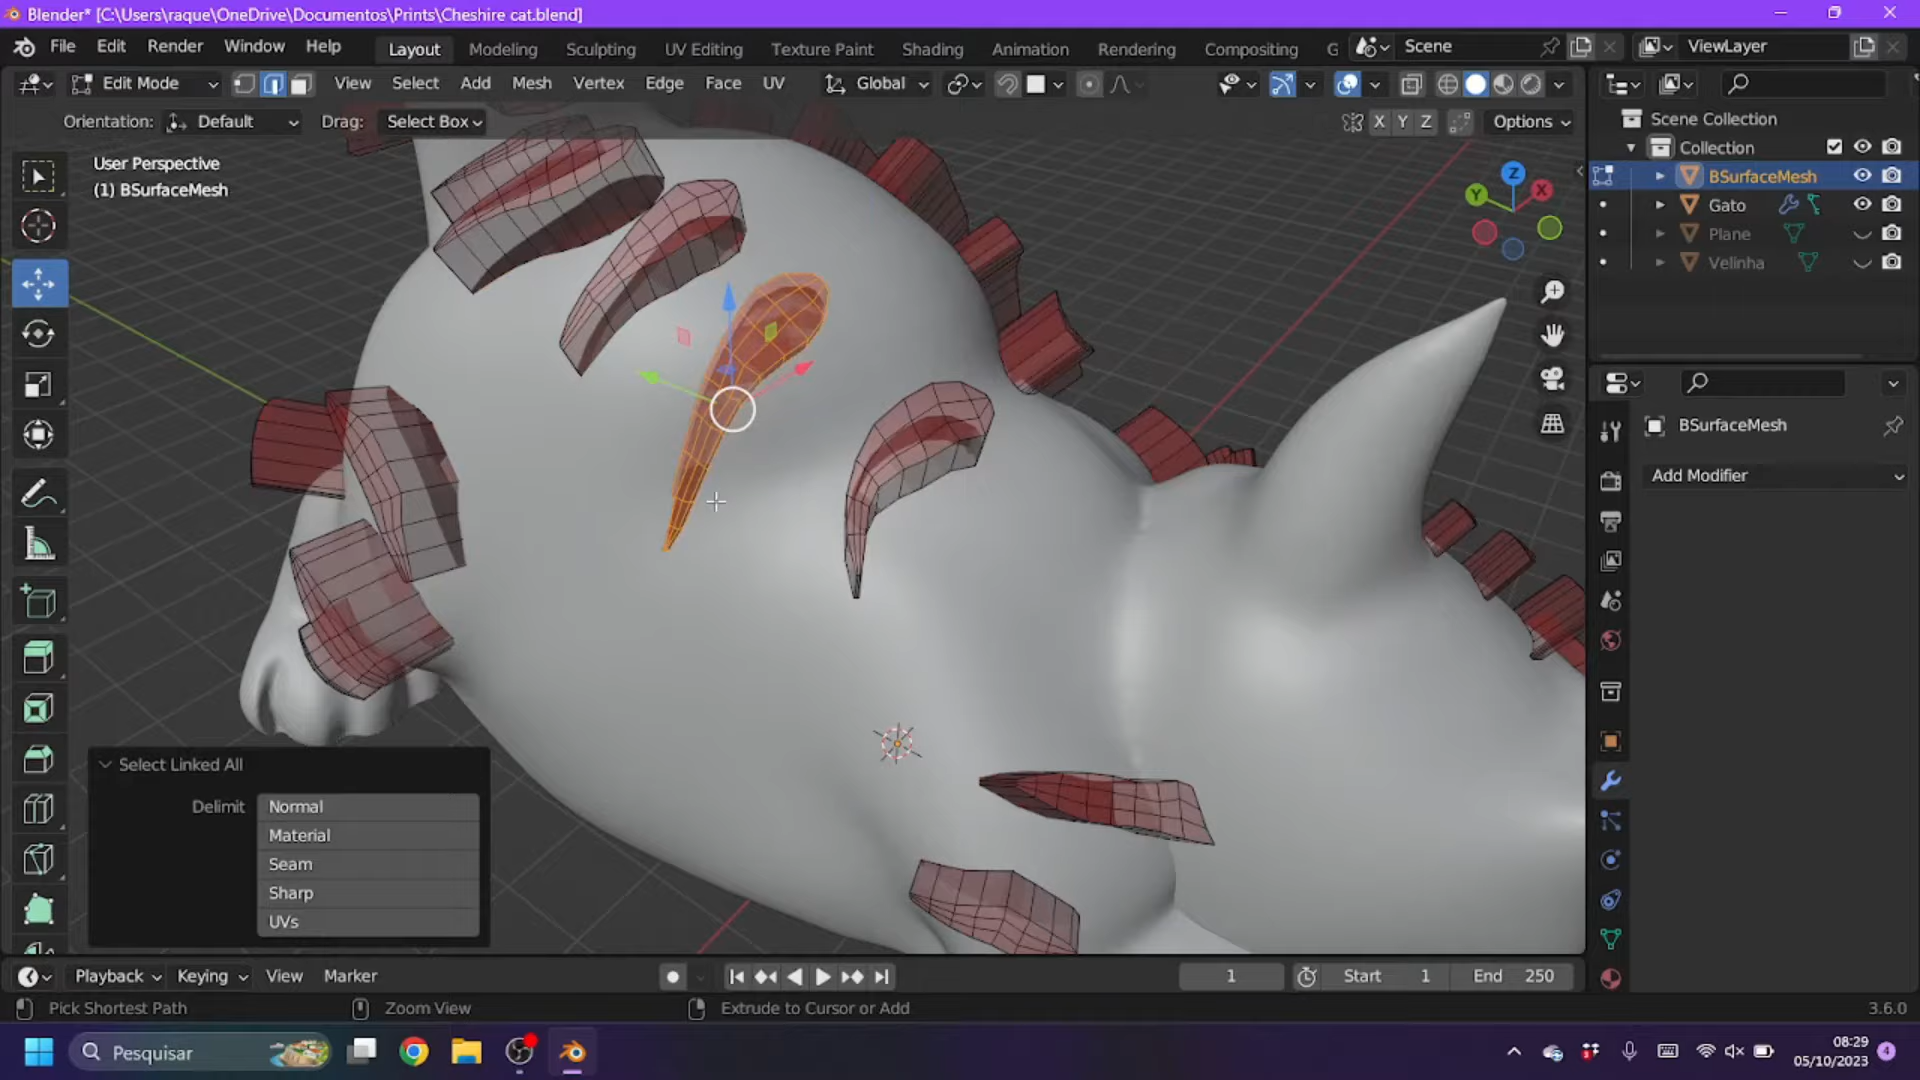 Blender* [C:\Users\raque\OneDrive\Documentos\Prints\Cheshire cat.blend]
File Edit Render Window Help Layout Modeling Sculpting UV Editing Texture Paint Shading Animation Rendering Compositing G Scene ViewLayer
Edit Mode View Select Add Mesh Vertex Edge Face UV Global
Orientation: Default Drag: Select Box X Y Z Options
User Perspective
(1) BSurfaceMesh
Z
Y X
Scene Collection
Collection
BSurfaceMesh
Gato
Plane
Velinha
BSurfaceMesh
Add Modifier
Select Linked All
Delimit Normal
Material
Seam
Sharp
UVs
Playback Keying View Marker 1 Start 1 End 250
Pick Shortest Path Zoom View Extrude to Cursor or Add 3.6.0
Pesquisar
08:29
05/10/2023
4